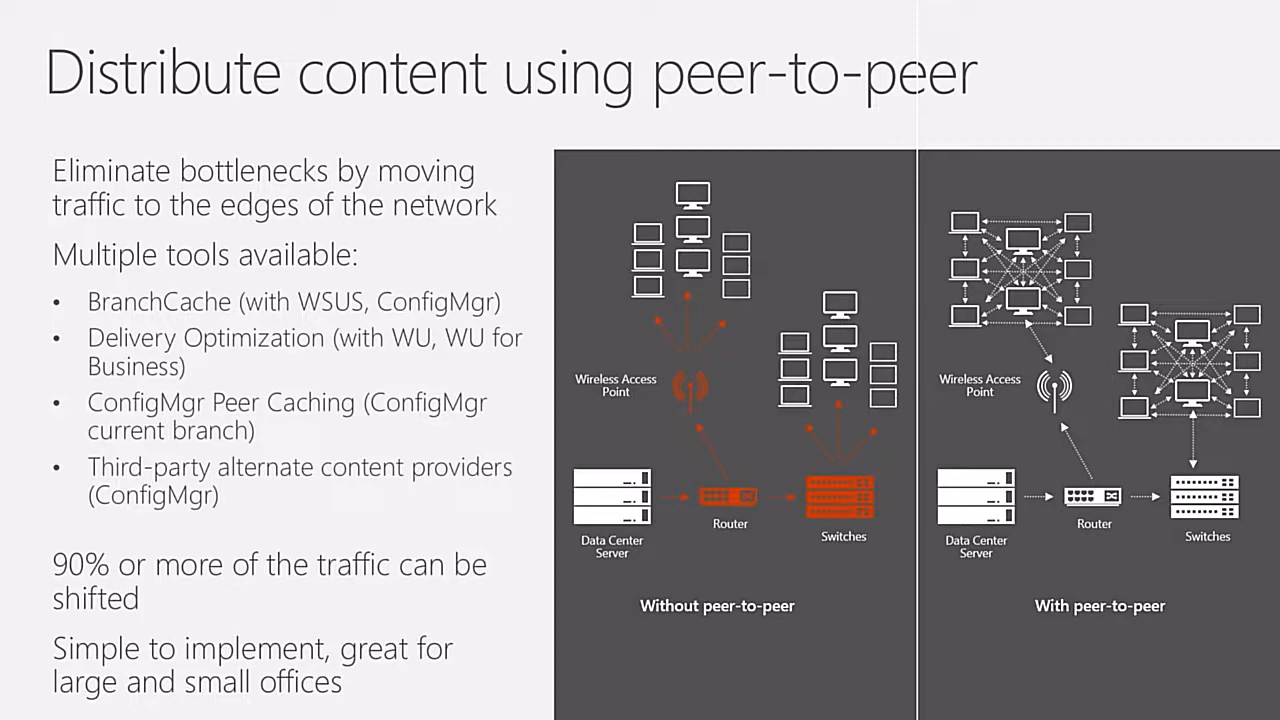 Distribute content using peer-to-peer
Eliminate bottlenecks by moving
traffic to the edges of the network
Multiple tools available:
• BranchCache (with WSUS, ConfigMgr)
• Delivery Optimization (with WU, WU for
Business)
• ConfigMgr Peer Caching (ConfigMgr
current branch)
• Third-party alternate content providers
(ConfigMgr)
90% or more of the traffic can be
shifted
Simple to implement, great for
large and small offices
Wireless Access
Point
Data Center
Server
Router
Switches
Without peer-to-peer
Wireless Access
Point
Data Center
Server
Router
Switches
With peer-to-peer